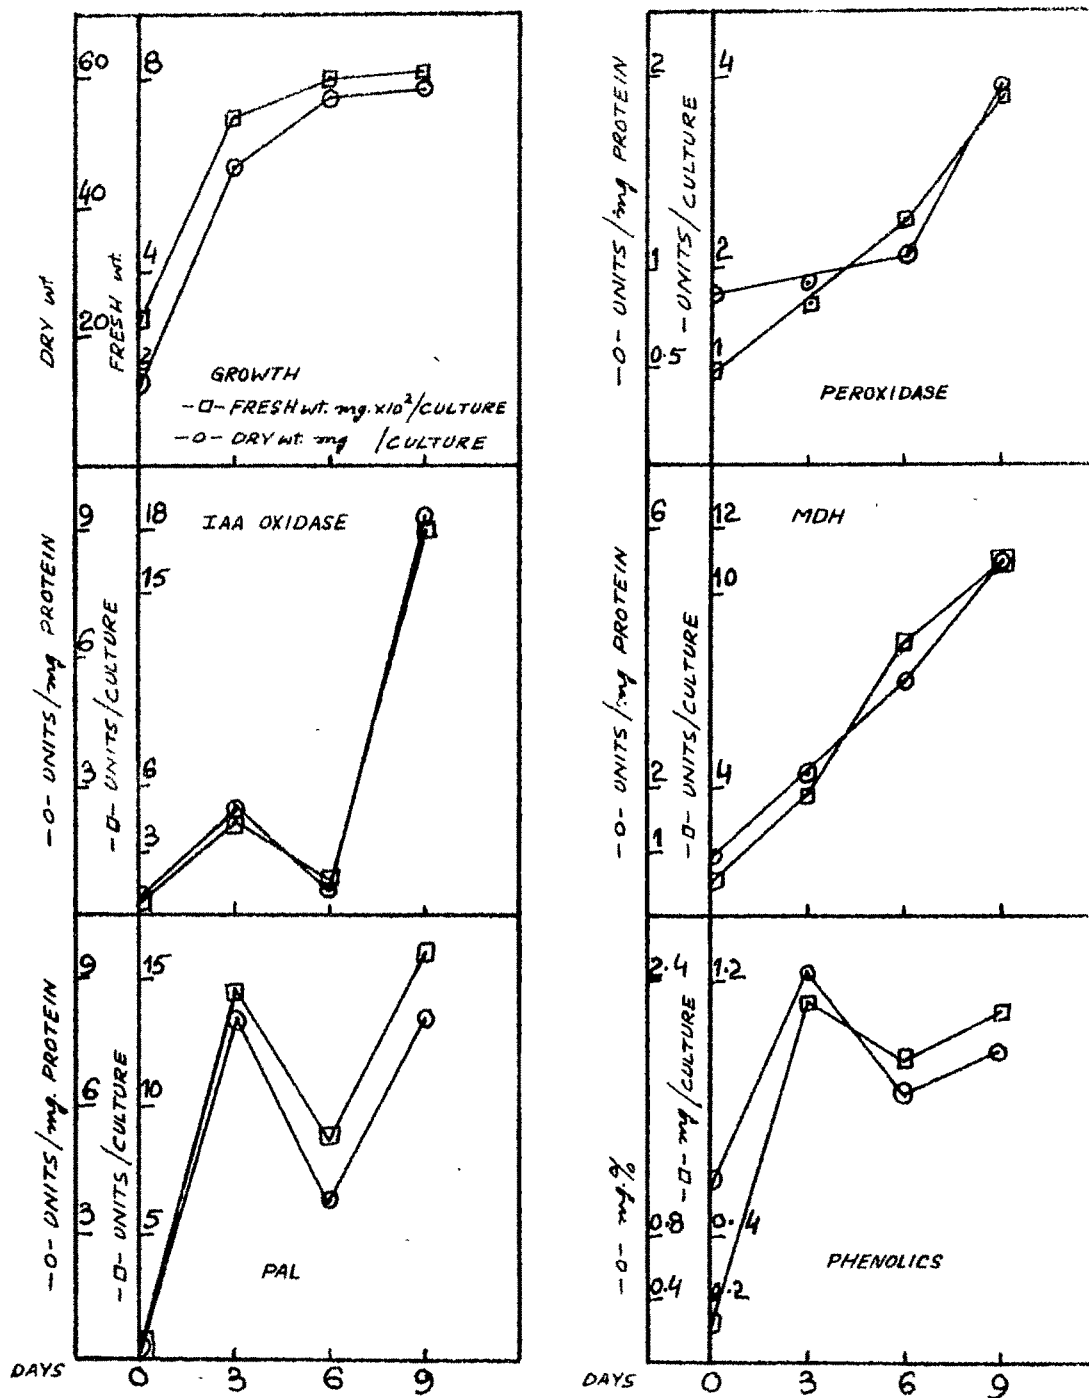 60
8
40
4
20
2
DRY wt
FRESH wt.
GROWTH
-□- FRESH wt. mg. x10²/CULTURE
-o- DRY wt. mg /CULTURE
2
4
1
2
0.5
1
-o- UNITS/mg PROTEIN
-□- UNITS/CULTURE
PEROXIDASE
9
18
15
6
3
6
3
-o- UNITS/mg PROTEIN
-□- UNITS/CULTURE
IAA OXIDASE
6
12
10
2
4
1
-o- UNITS/mg PROTEIN
-□- UNITS/CULTURE
MDH
9
15
6
10
3
5
-o- UNITS/mg. PROTEIN
-□- UNITS/CULTURE
PAL
DAYS
0
3
6
9
2.4
1.2
0.8
0.4
0.4
0.2
-o- mg.%
-□- mg/CULTURE
PHENOLICS
DAYS
0
3
6
9